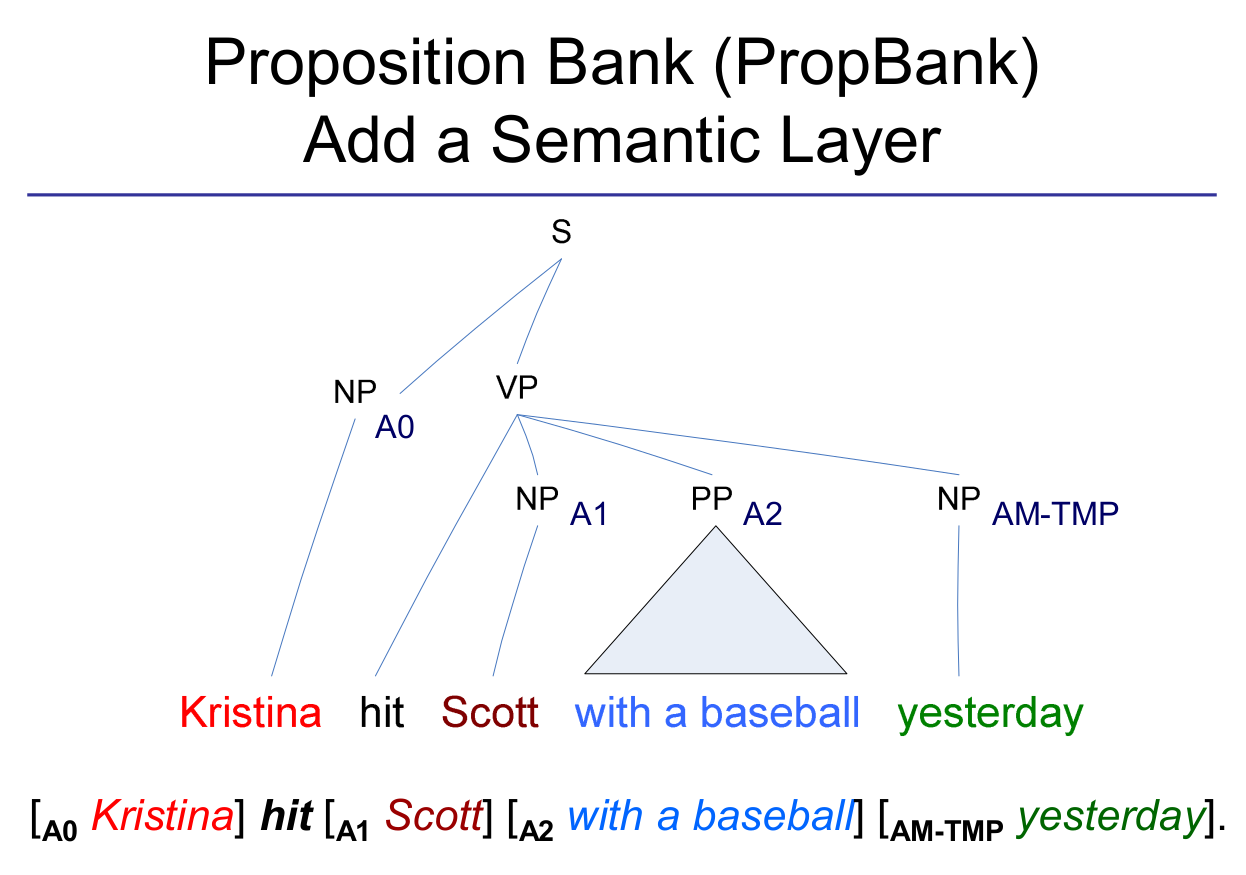 Proposition Bank (PropBank)
Add a Semantic Layer
S
NP A0 VP
NP A1 PP A2 NP AM-TMP
Kristina hit Scott with a baseball yesterday
[A0 Kristina] hit [A1 Scott] [A2 with a baseball] [AM-TMP yesterday].